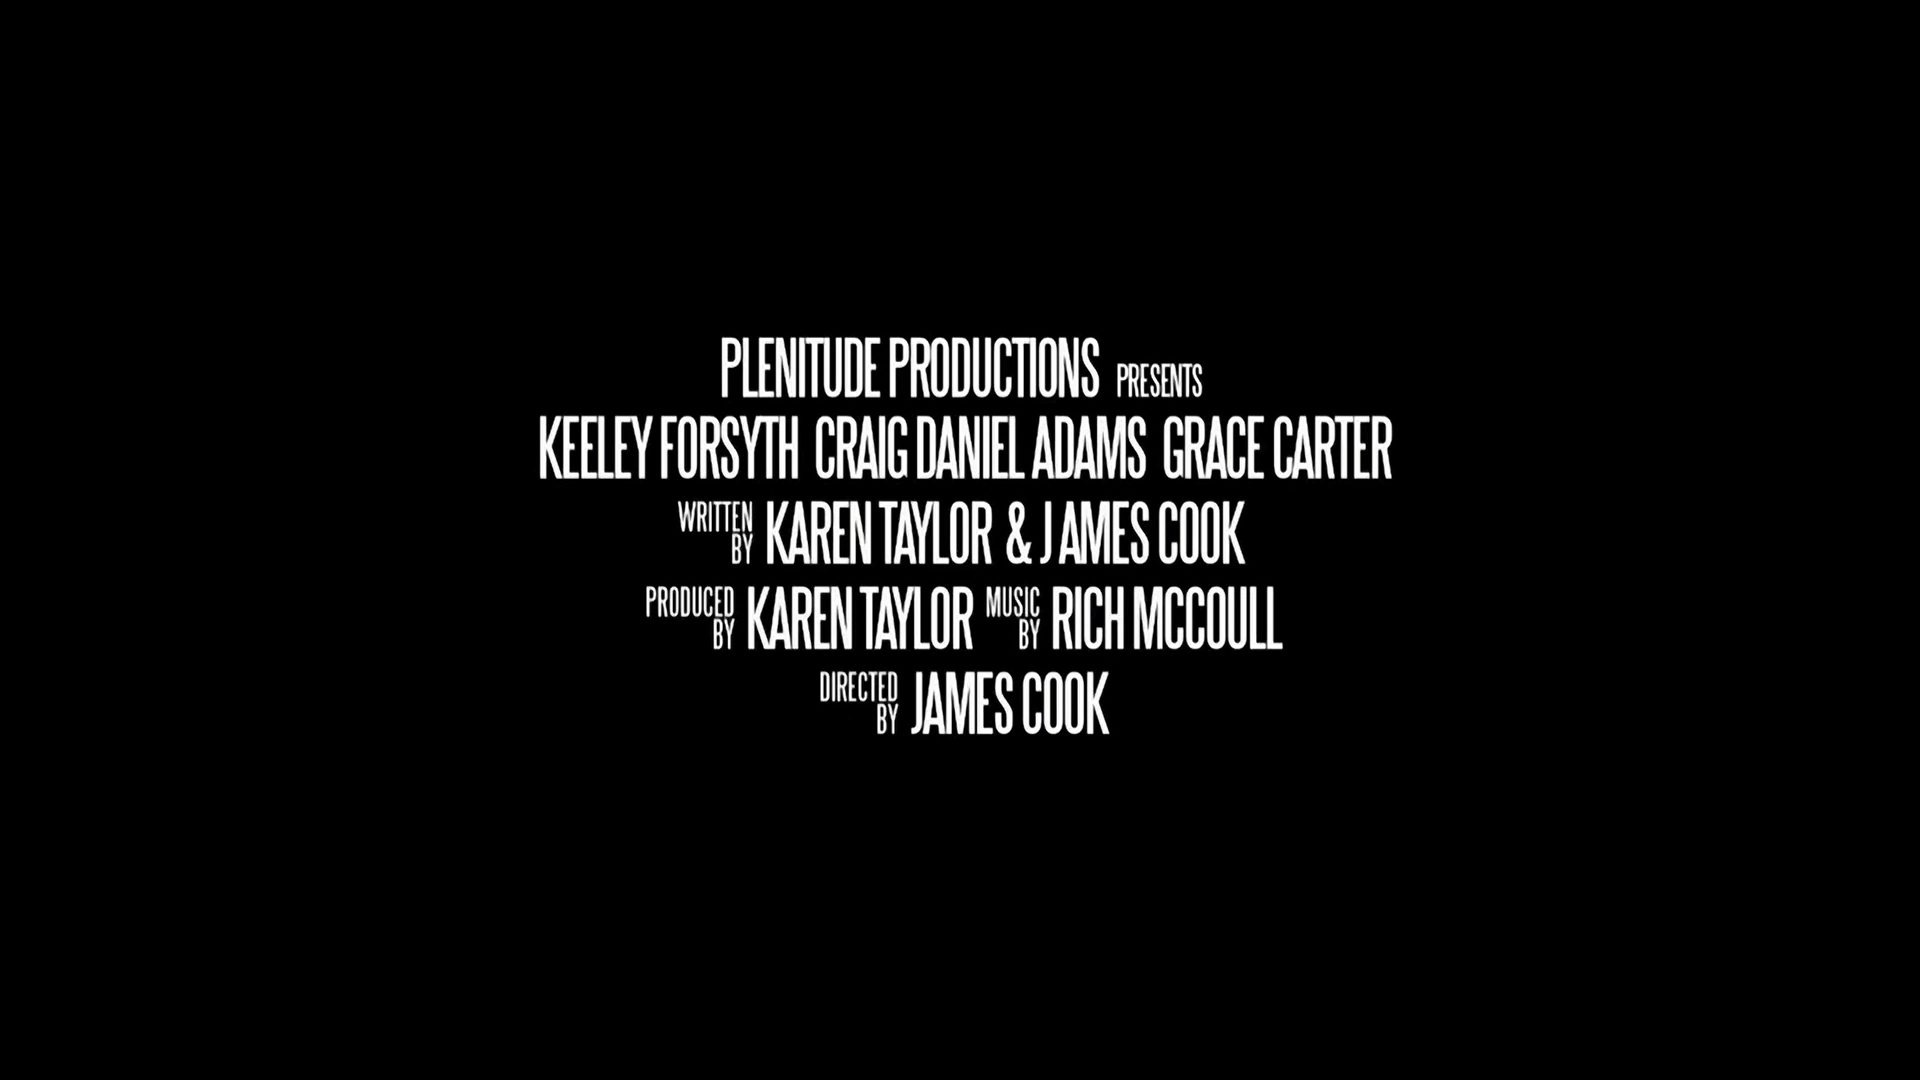 PLENITUDE PRODUCTIONS PRESENTS
KEELEY FORSYTH CRAIG DANIEL ADAMS GRACE CARTER
WRITTEN BY KAREN TAYLOR & JAMES COOK
PRODUCED BY KAREN TAYLOR MUSIC BY RICH MCCOULL
DIRECTED BY JAMES COOK